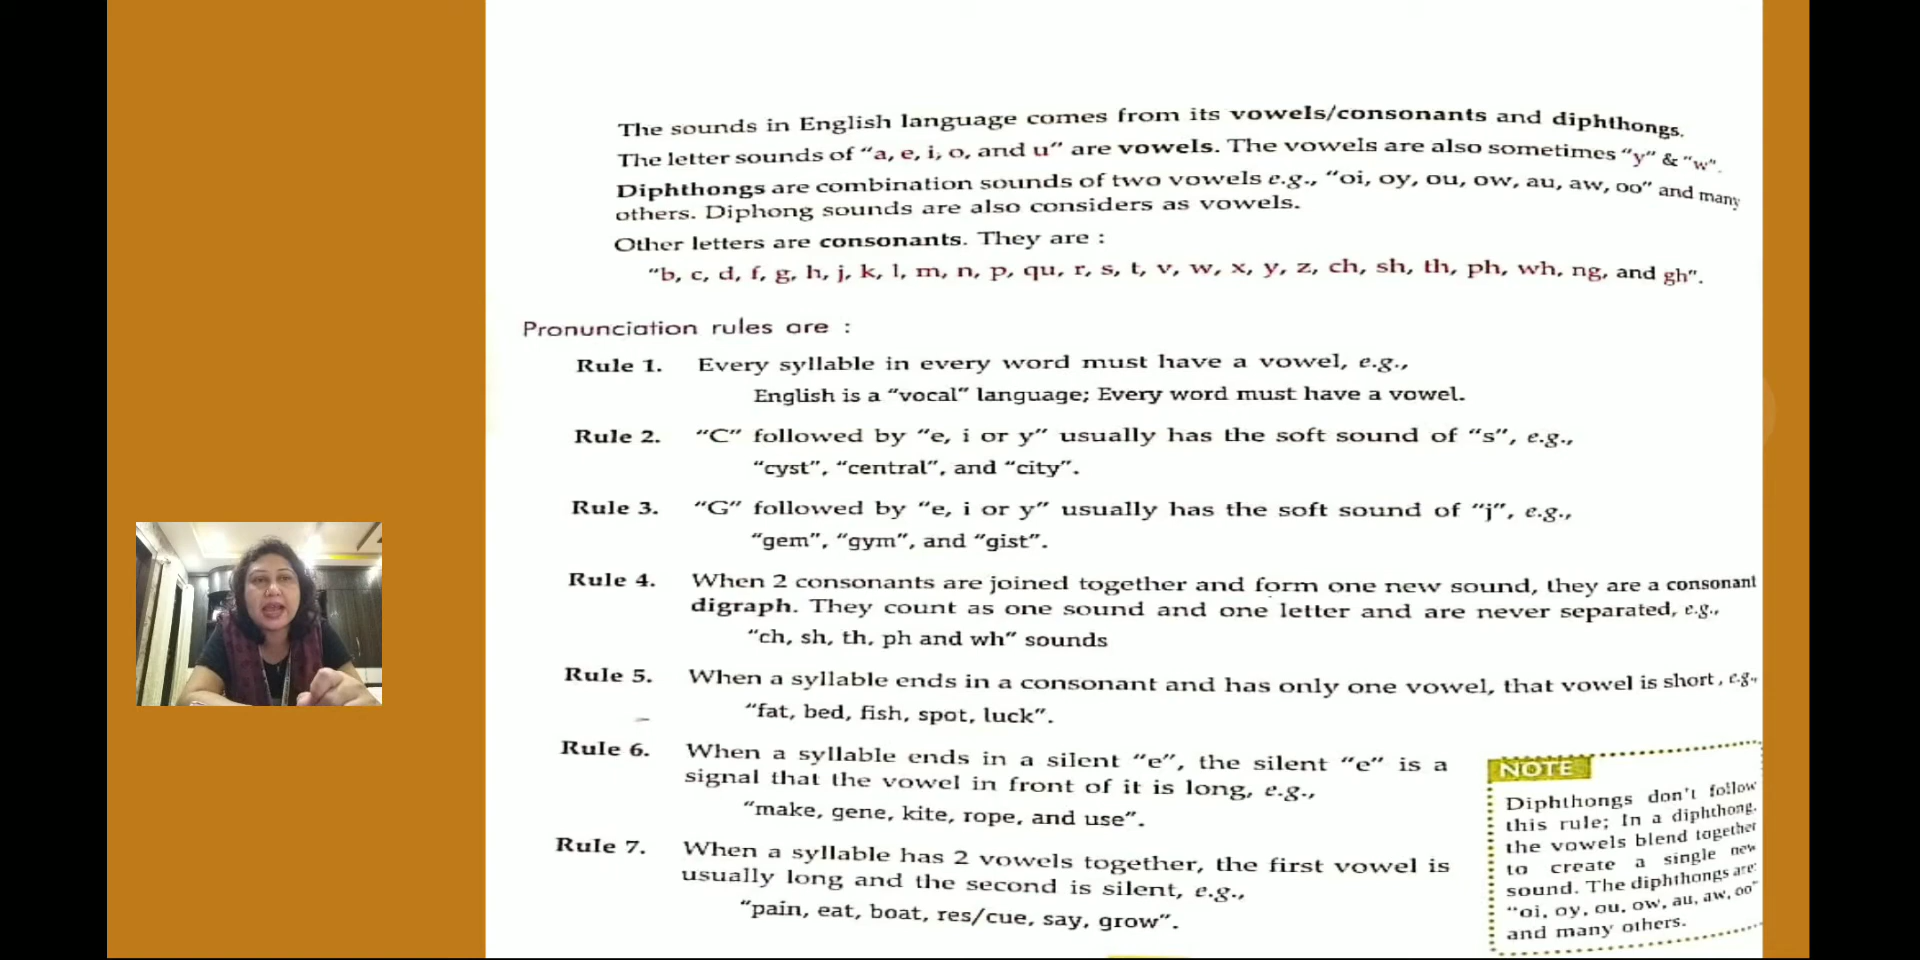 The sounds in English language comes from its vowels/consonants and diphthongs.
The letter sounds of "a, e, i, o, and u" are vowels. The vowels are also sometimes "y" & "w".
Diphthongs are combination sounds of two vowels e.g., "oi, oy, ou, ow, au, aw, oo" and many
others. Diphong sounds are also considers as vowels.
Other letters are consonants. They are :
"b, c, d, f, g, h, j, k, l, m, n, p, qu, r, s, t, v, w, x, y, z, ch, sh, th, ph, wh, ng, and gh".
Pronunciation rules are :
Rule 1. Every syllable in every word must have a vowel, e.g.,
English is a "vocal" language; Every word must have a vowel.
Rule 2. "C" followed by "e, i or y" usually has the soft sound of "s", e.g.,
"cyst", "central", and "city".
Rule 3. "G" followed by "e, i or y" usually has the soft sound of "j", e.g.,
"gem", "gym", and "gist".
Rule 4. When 2 consonants are joined together and form one new sound, they are a consonant
digraph. They count as one sound and one letter and are never separated, e.g.,
"ch, sh, th, ph and wh" sounds
Rule 5. When a syllable ends in a consonant and has only one vowel, that vowel is short, e.g.,
"fat, bed, fish, spot, luck".
Rule 6. When a syllable ends in a silent "e", the silent "e" is a
signal that the vowel in front of it is long, e.g.,
"make, gene, kite, rope, and use".
Rule 7. When a syllable has 2 vowels together, the first vowel is
usually long and the second is silent, e.g.,
"pain, eat, boat, res/cue, say, grow".
NOTE
Diphthongs don't follow
this rule; In a diphthong,
the vowels blend together
to create a single new
sound. The diphthongs are:
"oi, oy, ou, ow, au, aw, oo"
and many others.